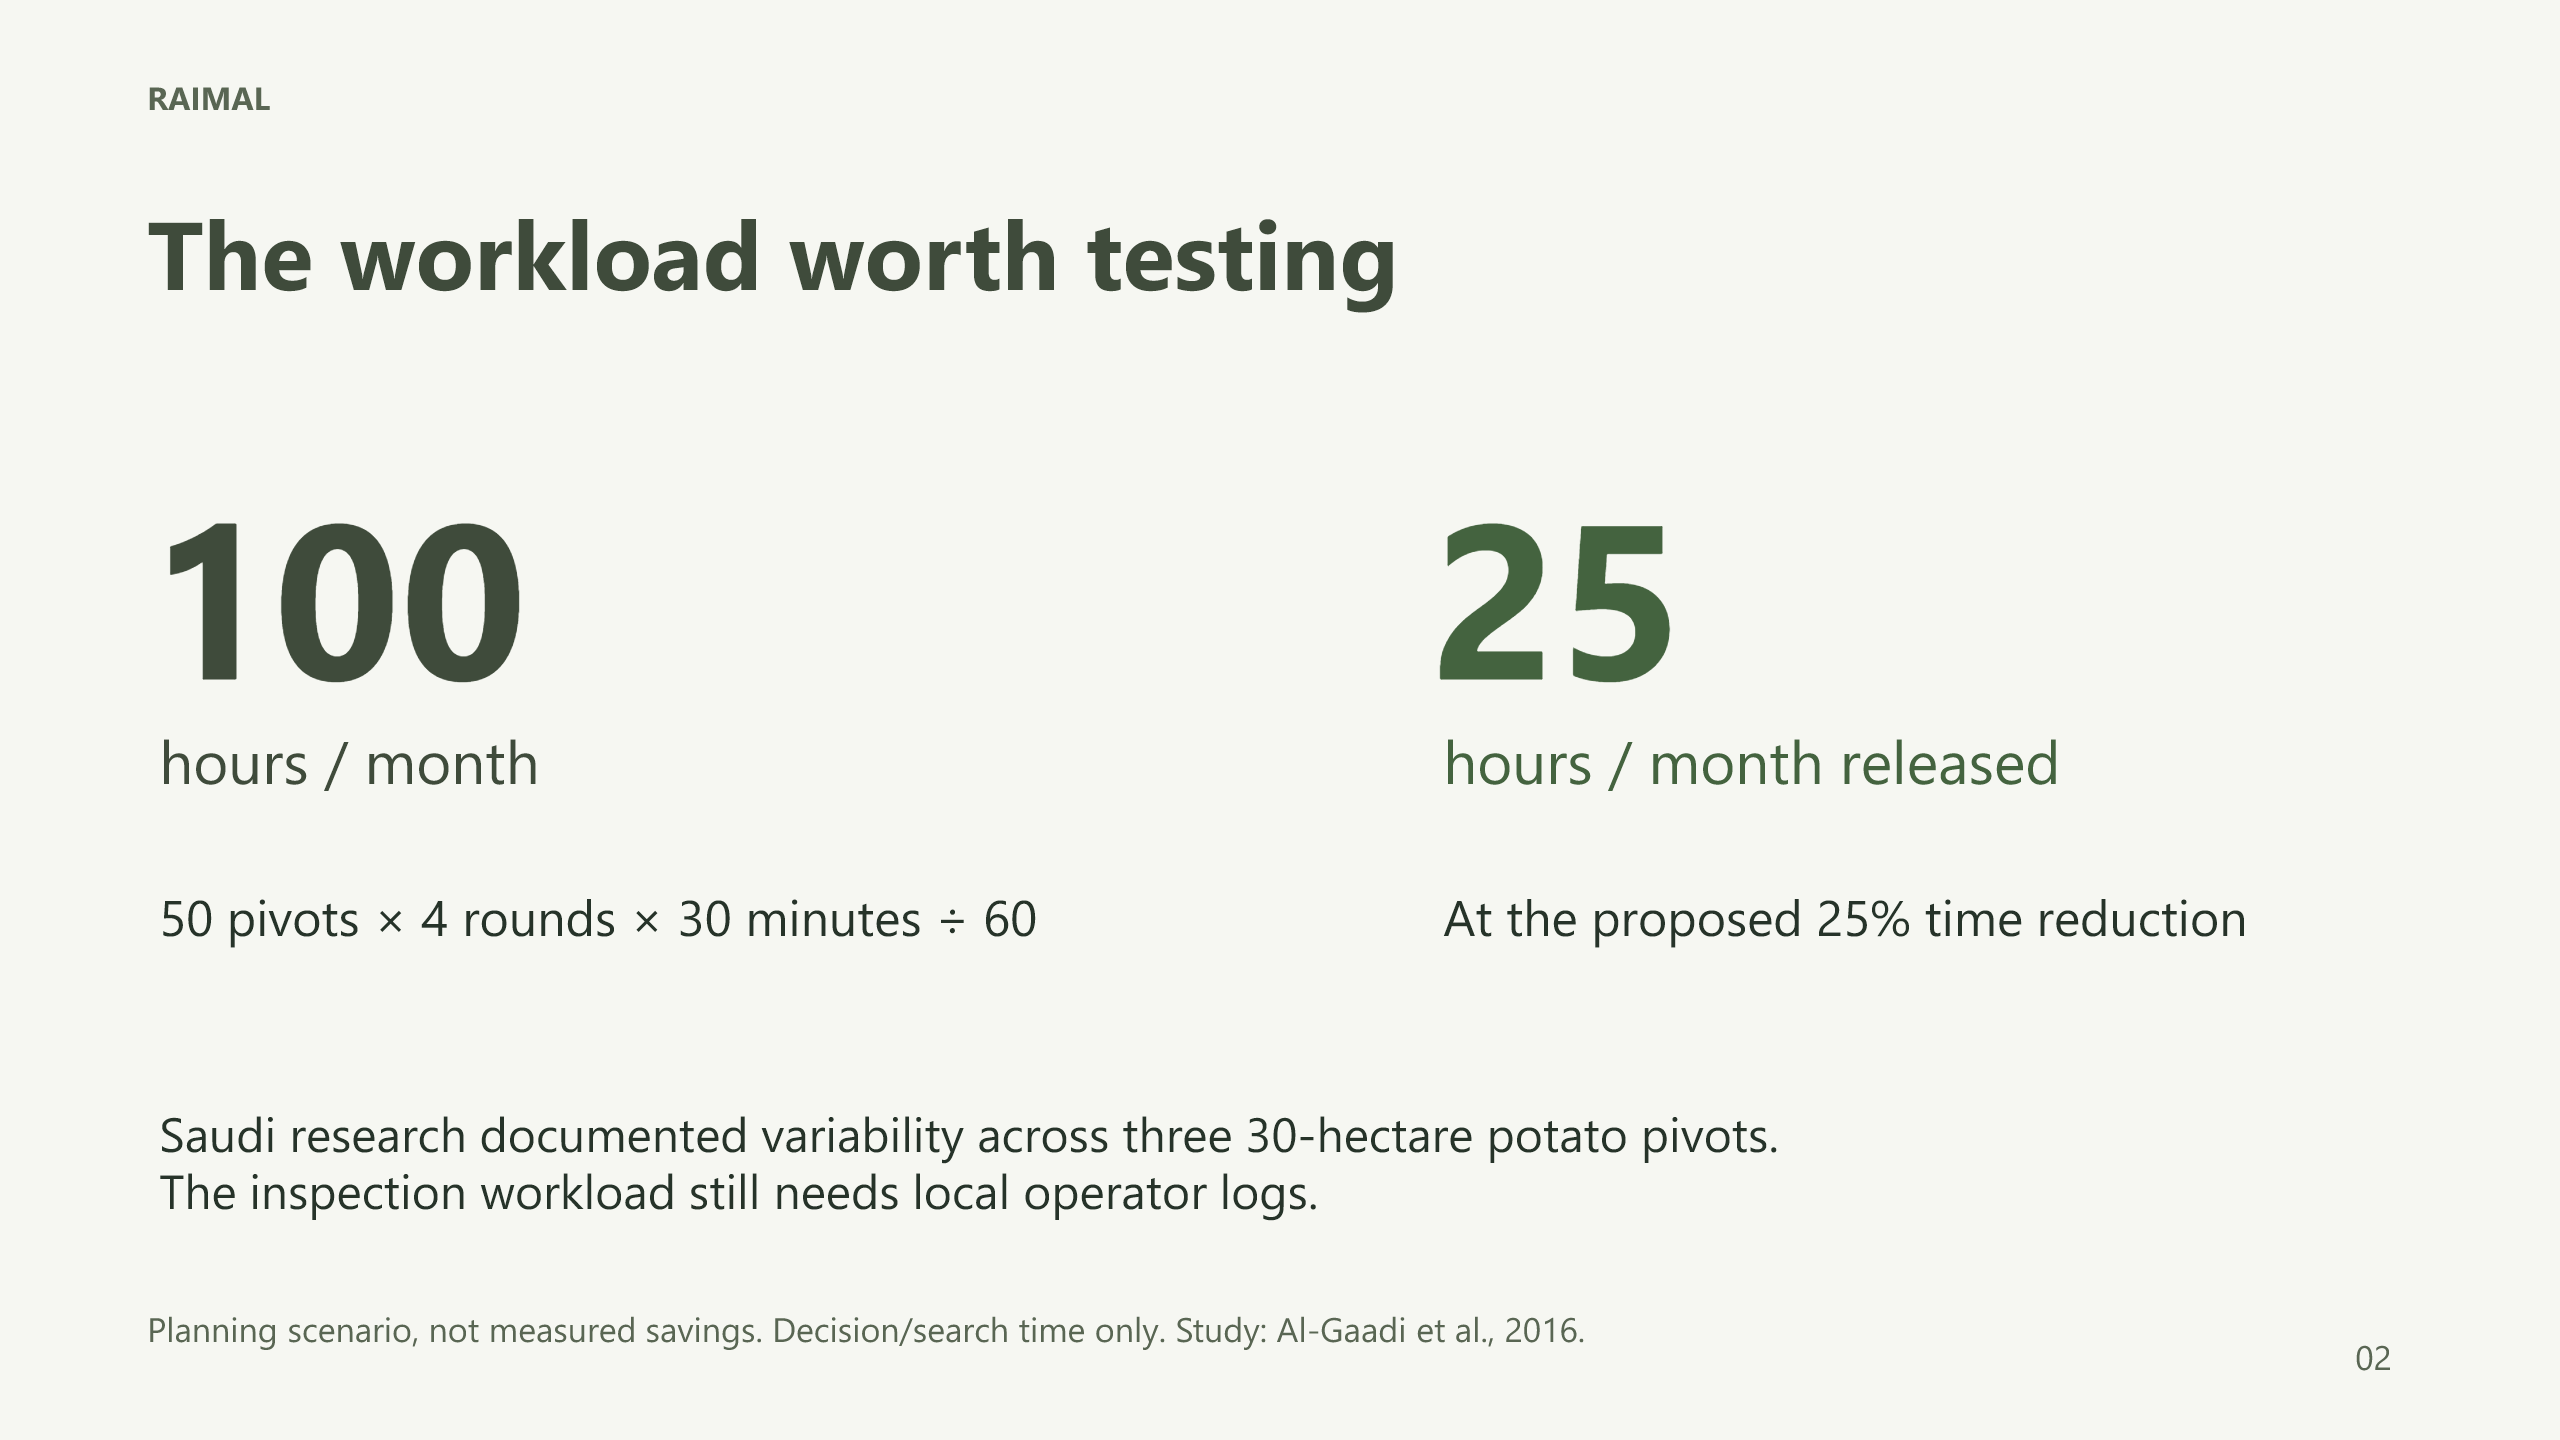 RAIMAL
The workload worth testing
100
hours / month
50 pivots × 4 rounds × 30 minutes ÷ 60
25
hours / month released
At the proposed 25% time reduction
Saudi research documented variability across three 30-hectare potato pivots.
The inspection workload still needs local operator logs.
Planning scenario, not measured savings. Decision/search time only. Study: Al-Gaadi et al., 2016.
02